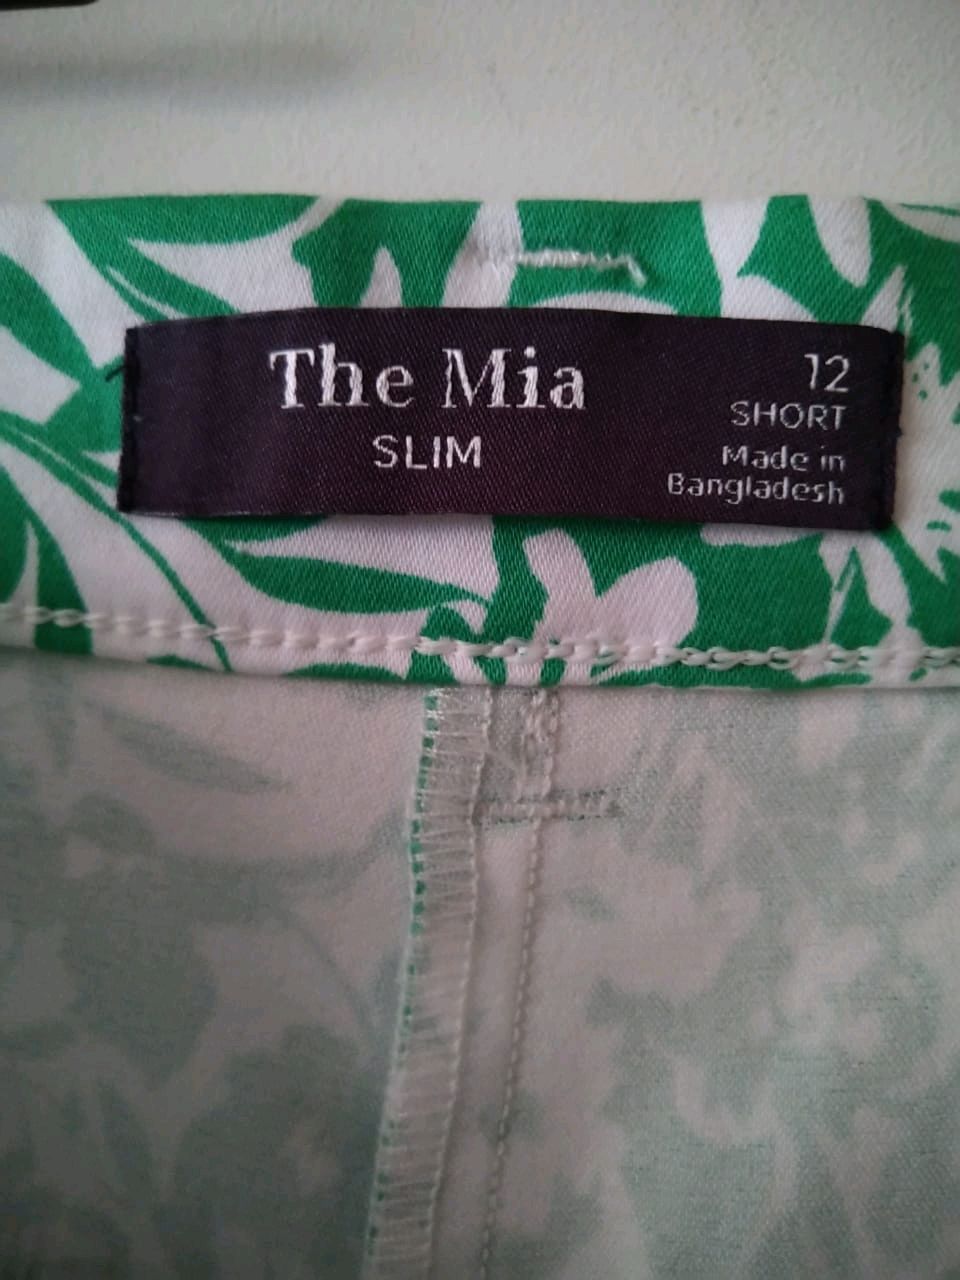 The Mia
SLIM
12
SHORT
Made in
Bangladesh